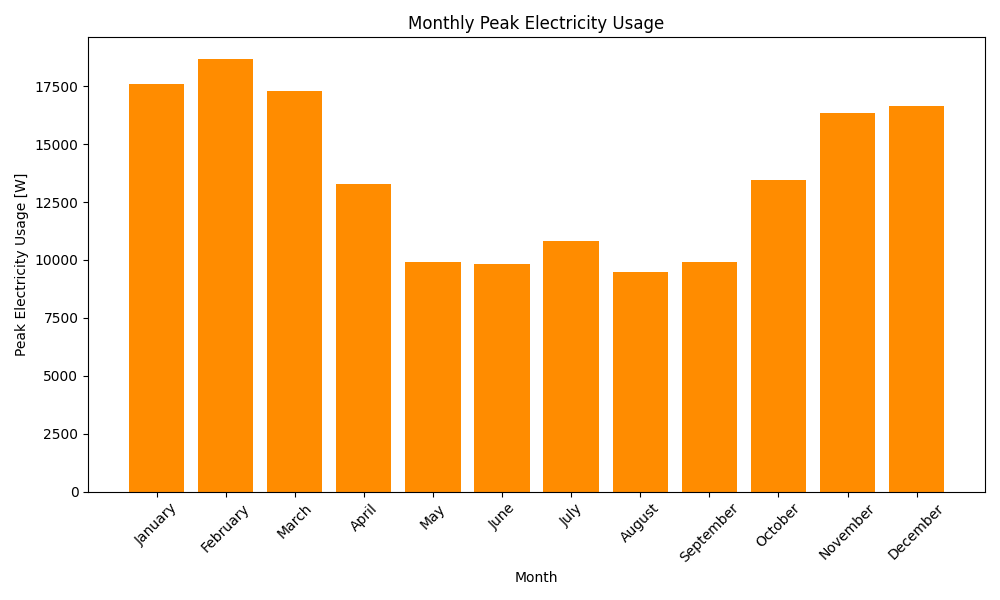 Monthly Peak Electricity Usage
Peak Electricity Usage [W]
17500
15000
12500
10000
7500
5000
2500
0
January
February
March
April
May
June
July
August
September
October
November
December
Month